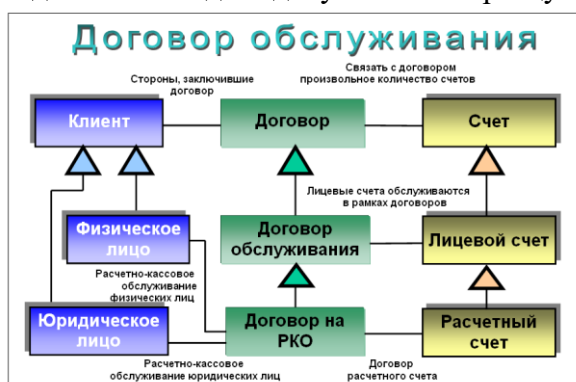 Договор обслуживания
Стороны, заключившие
договор
Связать с договором
произвольное количество счетов
Клиент
Договор
Счет
Лицевые счета обслуживаются
в рамках договоров
Физическое
лицо
Договор
обслуживания
Лицевой счет
Расчетно-кассовое
обслуживание
физических лиц
Юридическое
лицо
Договор на
РКО
Расчетный
счет
Расчетно-кассовое
обслуживание юридических лиц
Договор
расчетного счета